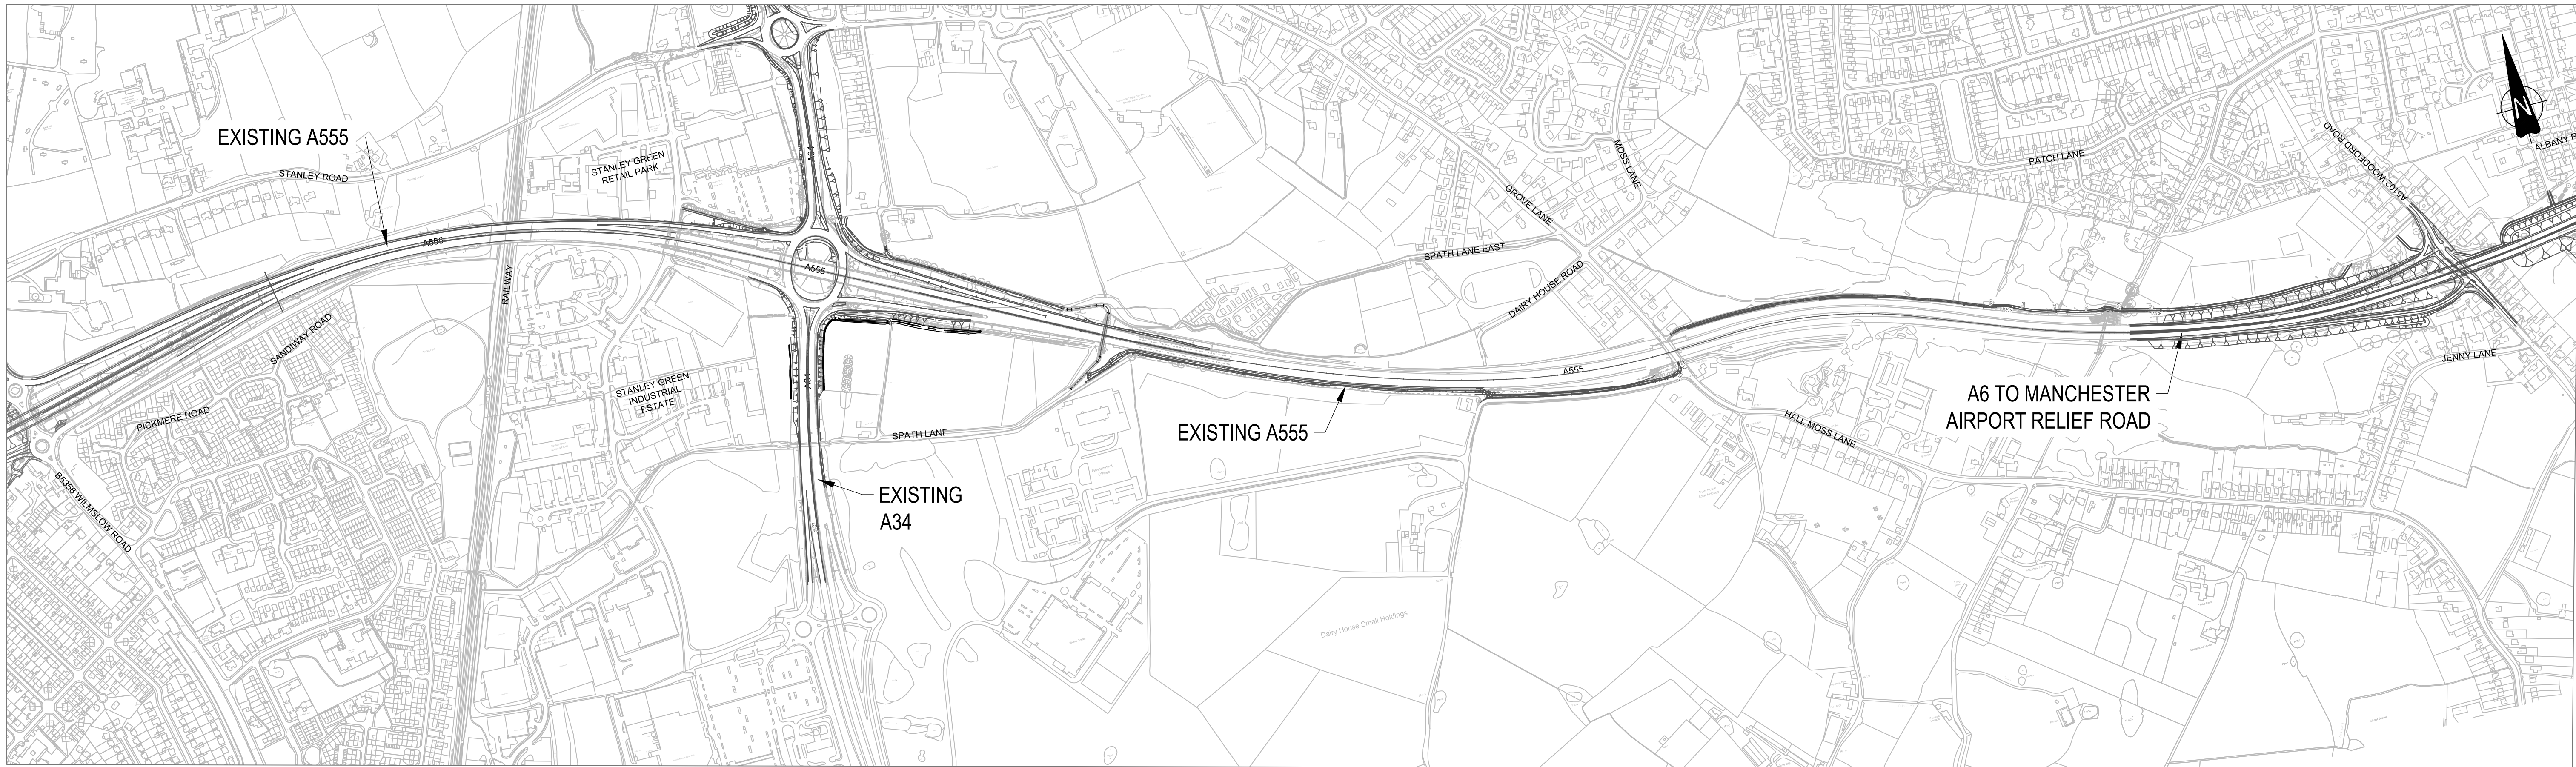 EXISTING A555
STANLEY ROAD
A555
STANLEY GREEN
RETAIL PARK
A34
A555
RAILWAY
SANDIWAY ROAD
PICKMERE ROAD
B5358 WILMSLOW ROAD
STANLEY GREEN
INDUSTRIAL
ESTATE
A34
SPATH LANE
EXISTING
A34
EXISTING A555
SPATH LANE EAST
GROVE LANE
MOSS LANE
DAIRY HOUSE ROAD
A555
HALL MOSS LANE
Dairy House Small Holdings
PATCH LANE
A5102 WOODFORD ROAD
N
ALBANY R
JENNY LANE
A6 TO MANCHESTER
AIRPORT RELIEF ROAD